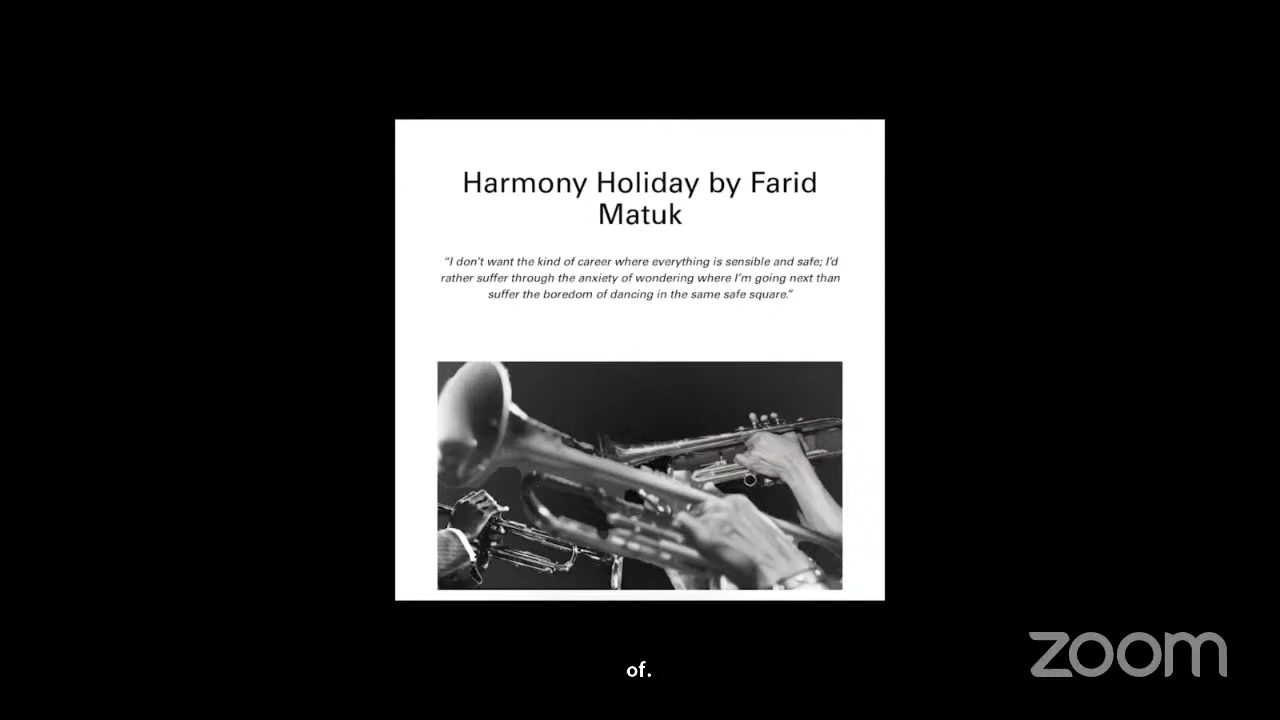 Harmony Holiday by Farid
Matuk
“I don’t want the kind of career where everything is sensible and safe; I’d
rather suffer through the anxiety of wondering where I’m going next than
suffer the boredom of dancing in the same safe square.”
of.
zoom